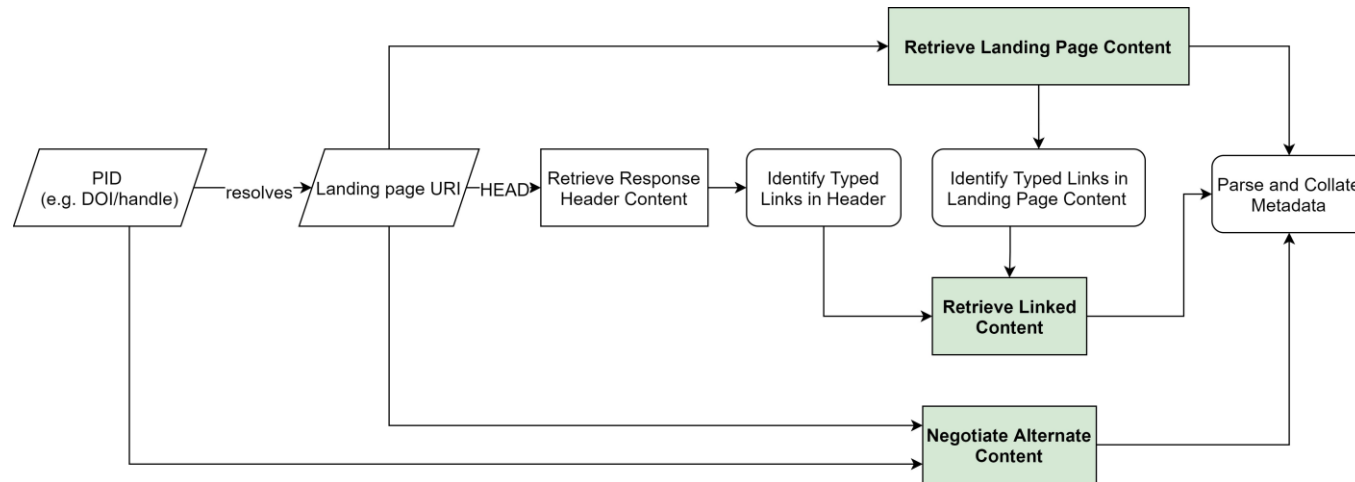 Retrieve Landing Page Content
PID
(e.g. DOI/handle)
resolves
Landing page URI
HEAD
Retrieve Response
Header Content
Identify Typed
Links in Header
Identify Typed Links in
Landing Page Content
Parse and Collate
Metadata
Retrieve Linked
Content
Negotiate Alternate
Content